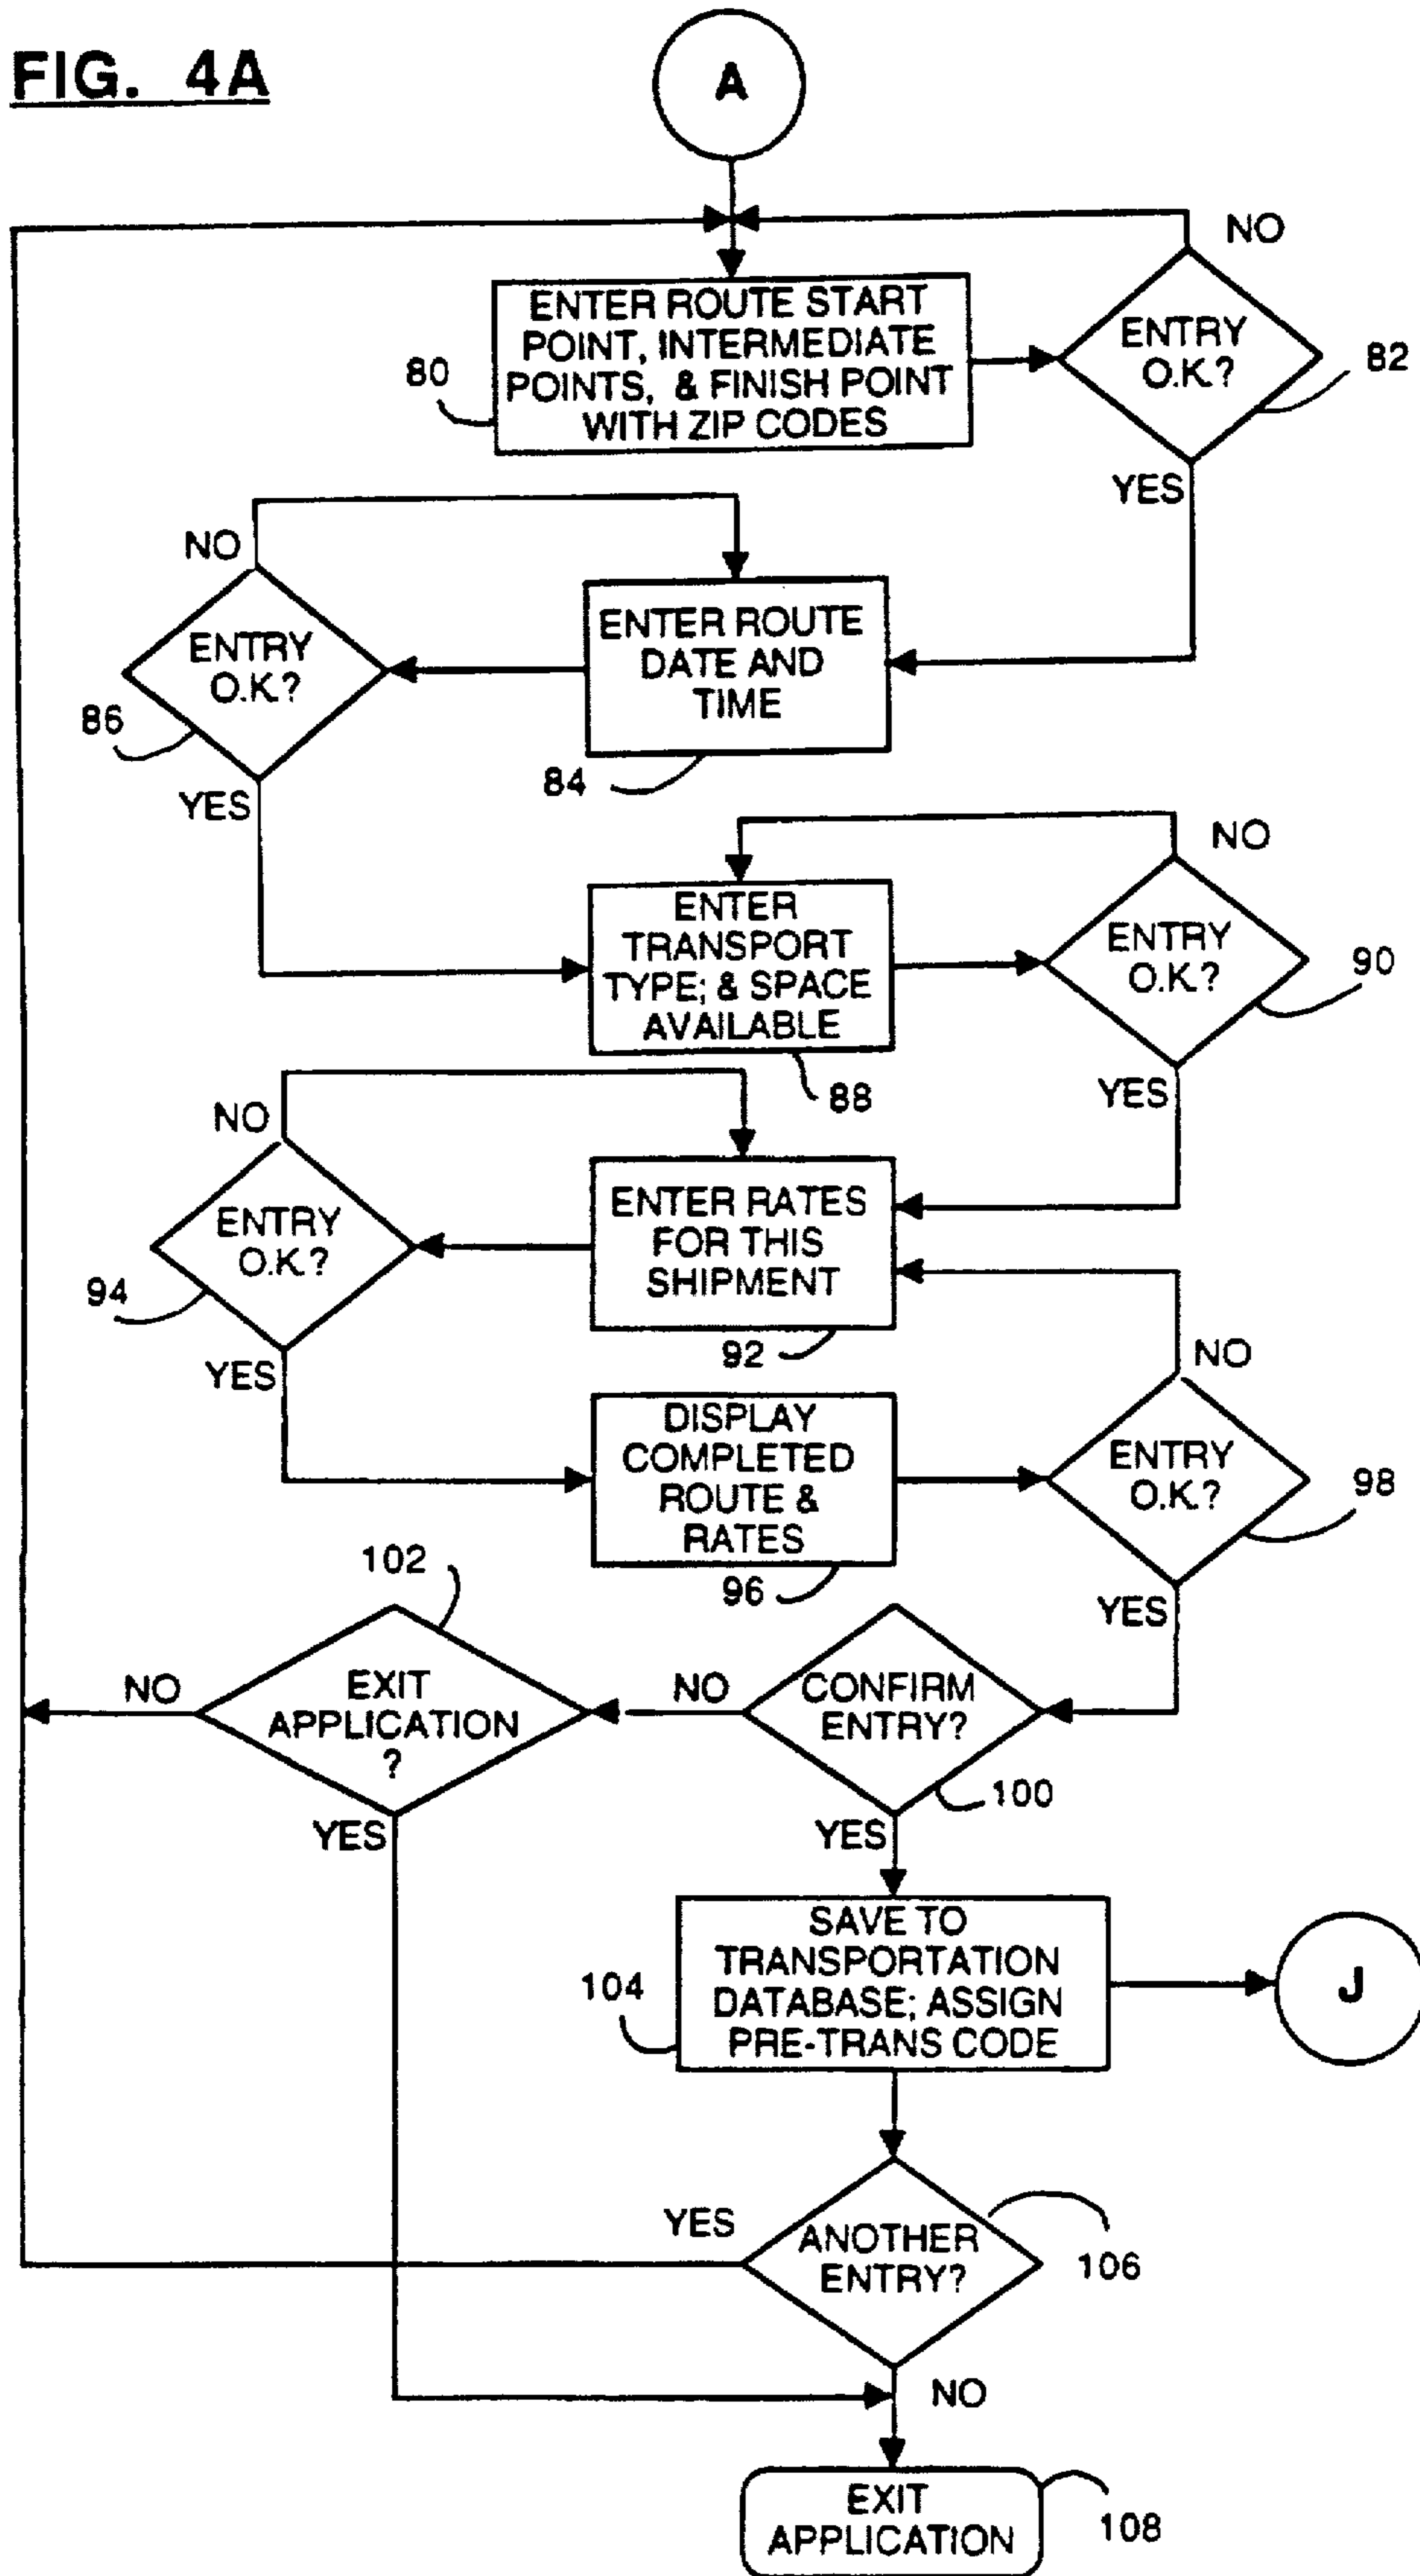 FIG. 4A
A
NO
ENTER ROUTE START
POINT, INTERMEDIATE
POINTS, & FINISH POINT
WITH ZIP CODES
80
ENTRY
O.K.?
82
YES
NO
ENTER ROUTE
DATE AND
TIME
ENTRY
O.K.?
86
84
YES
NO
ENTER
TRANSPORT
TYPE; & SPACE
AVAILABLE
ENTRY
O.K.?
90
88
YES
NO
ENTER RATES
FOR THIS
SHIPMENT
ENTRY
O.K.?
94
92
YES
NO
DISPLAY
COMPLETED
ROUTE &
RATES
ENTRY
O.K.?
98
102
96
YES
NO
EXIT
APPLICATION
?
NO
CONFIRM
ENTRY?
100
YES
YES
SAVE TO
TRANSPORTATION
DATABASE; ASSIGN
PRE-TRANS CODE
104
J
YES
ANOTHER
ENTRY?
106
NO
EXIT
APPLICATION
108